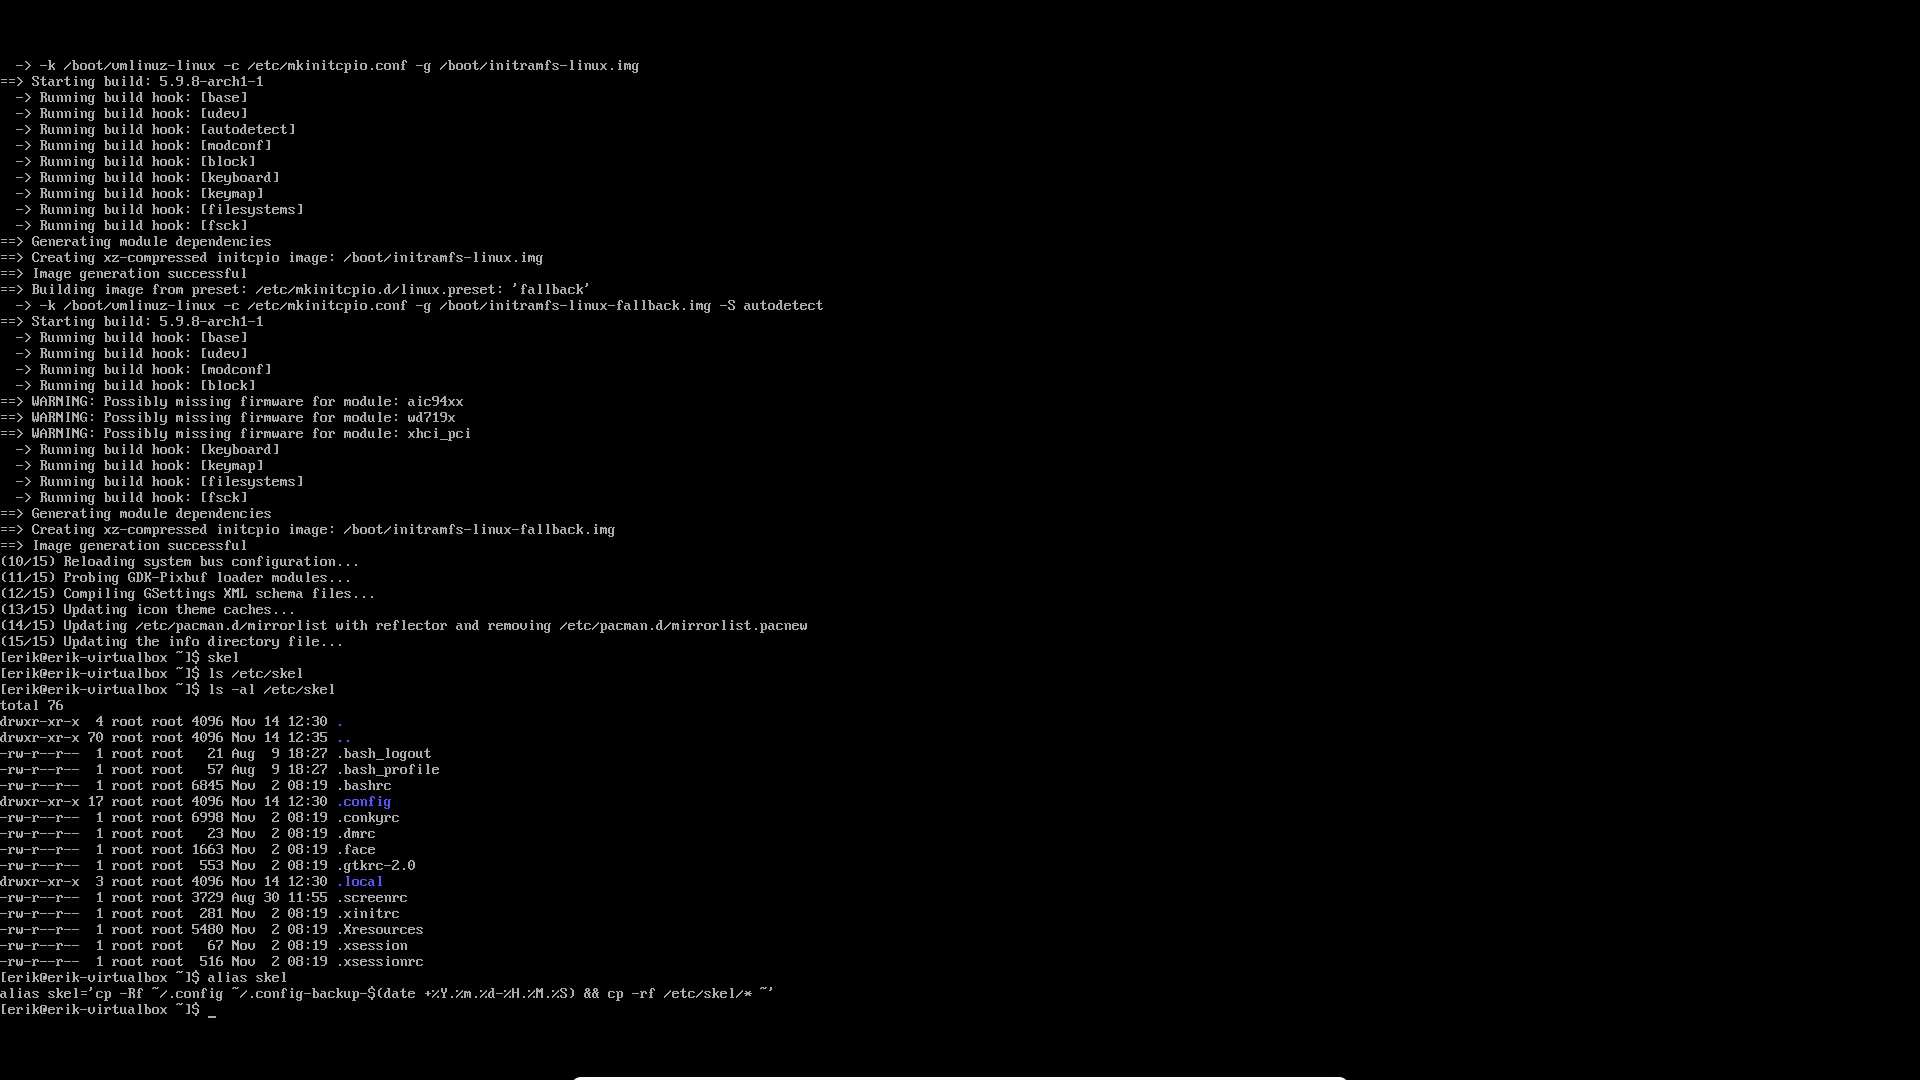 -> -k /boot/vmlinuz-linux -c /etc/mkinitcpio.conf -g /boot/initramfs-linux.img
==> Starting build: 5.9.8-arch1-1
  -> Running build hook: [base]
  -> Running build hook: [udev]
  -> Running build hook: [autodetect]
  -> Running build hook: [modconf]
  -> Running build hook: [block]
  -> Running build hook: [keyboard]
  -> Running build hook: [keymap]
  -> Running build hook: [filesystems]
  -> Running build hook: [fsck]
==> Generating module dependencies
==> Creating xz-compressed initcpio image: /boot/initramfs-linux.img
==> Image generation successful
==> Building image from preset: /etc/mkinitcpio.d/linux.preset: 'fallback'
  -> -k /boot/vmlinuz-linux -c /etc/mkinitcpio.conf -g /boot/initramfs-linux-fallback.img -S autodetect
==> Starting build: 5.9.8-arch1-1
  -> Running build hook: [base]
  -> Running build hook: [udev]
  -> Running build hook: [modconf]
  -> Running build hook: [block]
==> WARNING: Possibly missing firmware for module: aic94xx
==> WARNING: Possibly missing firmware for module: wd719x
==> WARNING: Possibly missing firmware for module: xhci_pci
  -> Running build hook: [keyboard]
  -> Running build hook: [keymap]
  -> Running build hook: [filesystems]
  -> Running build hook: [fsck]
==> Generating module dependencies
==> Creating xz-compressed initcpio image: /boot/initramfs-linux-fallback.img
==> Image generation successful
(10/15) Reloading system bus configuration...
(11/15) Probing GDK-Pixbuf loader modules...
(12/15) Compiling GSettings XML schema files...
(13/15) Updating icon theme caches...
(14/15) Updating /etc/pacman.d/mirrorlist with reflector and removing /etc/pacman.d/mirrorlist.pacnew
(15/15) Updating the info directory file...
[erik@erik-virtualbox ~]$ skel
[erik@erik-virtualbox ~]$ ls /etc/skel
[erik@erik-virtualbox ~]$ ls -al /etc/skel
total 76
drwxr-xr-x  4 root root 4096 Nov 14 12:30 .
drwxr-xr-x 70 root root 4096 Nov 14 12:35 ..
-rw-r--r--  1 root root   21 Aug  9 18:27 .bash_logout
-rw-r--r--  1 root root   57 Aug  9 18:27 .bash_profile
-rw-r--r--  1 root root 6845 Nov  2 08:19 .bashrc
drwxr-xr-x 17 root root 4096 Nov 14 12:30 .config
-rw-r--r--  1 root root 6998 Nov  2 08:19 .conkyrc
-rw-r--r--  1 root root   23 Nov  2 08:19 .dmrc
-rw-r--r--  1 root root 1663 Nov  2 08:19 .face
-rw-r--r--  1 root root  553 Nov  2 08:19 .gtkrc-2.0
drwxr-xr-x  3 root root 4096 Nov 14 12:30 .local
-rw-r--r--  1 root root 3729 Aug 30 11:55 .screenrc
-rw-r--r--  1 root root  281 Nov  2 08:19 .xinitrc
-rw-r--r--  1 root root 5480 Nov  2 08:19 .Xresources
-rw-r--r--  1 root root   67 Nov  2 08:19 .xsession
-rw-r--r--  1 root root  516 Nov  2 08:19 .xsessionrc
[erik@erik-virtualbox ~]$ alias skel
alias skel='cp -Rf ~/.config ~/.config-backup-$(date +%Y.%m.%d-%H.%M.%S) && cp -rf /etc/skel/* ~'
[erik@erik-virtualbox ~]$ _